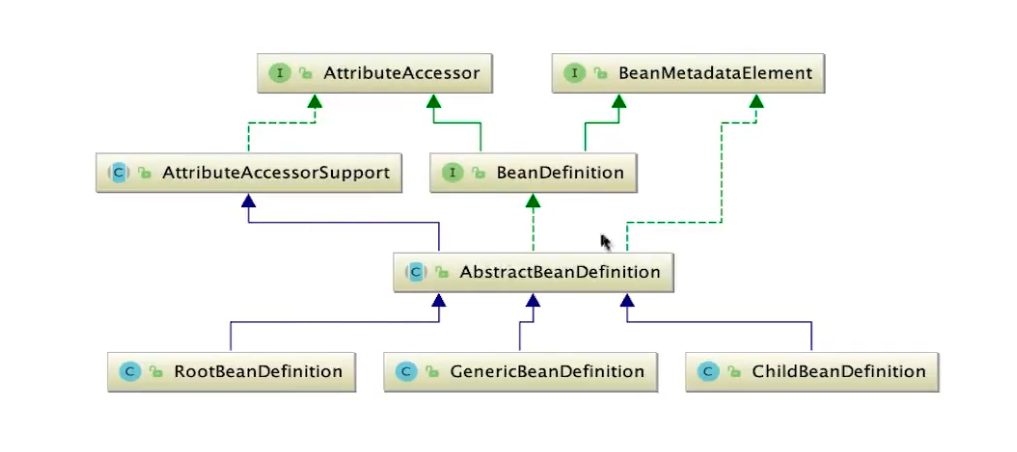 I AttributeAccessor
I BeanMetadataElement
C AttributeAccessorSupport
I BeanDefinition
C AbstractBeanDefinition
C RootBeanDefinition
C GenericBeanDefinition
C ChildBeanDefinition